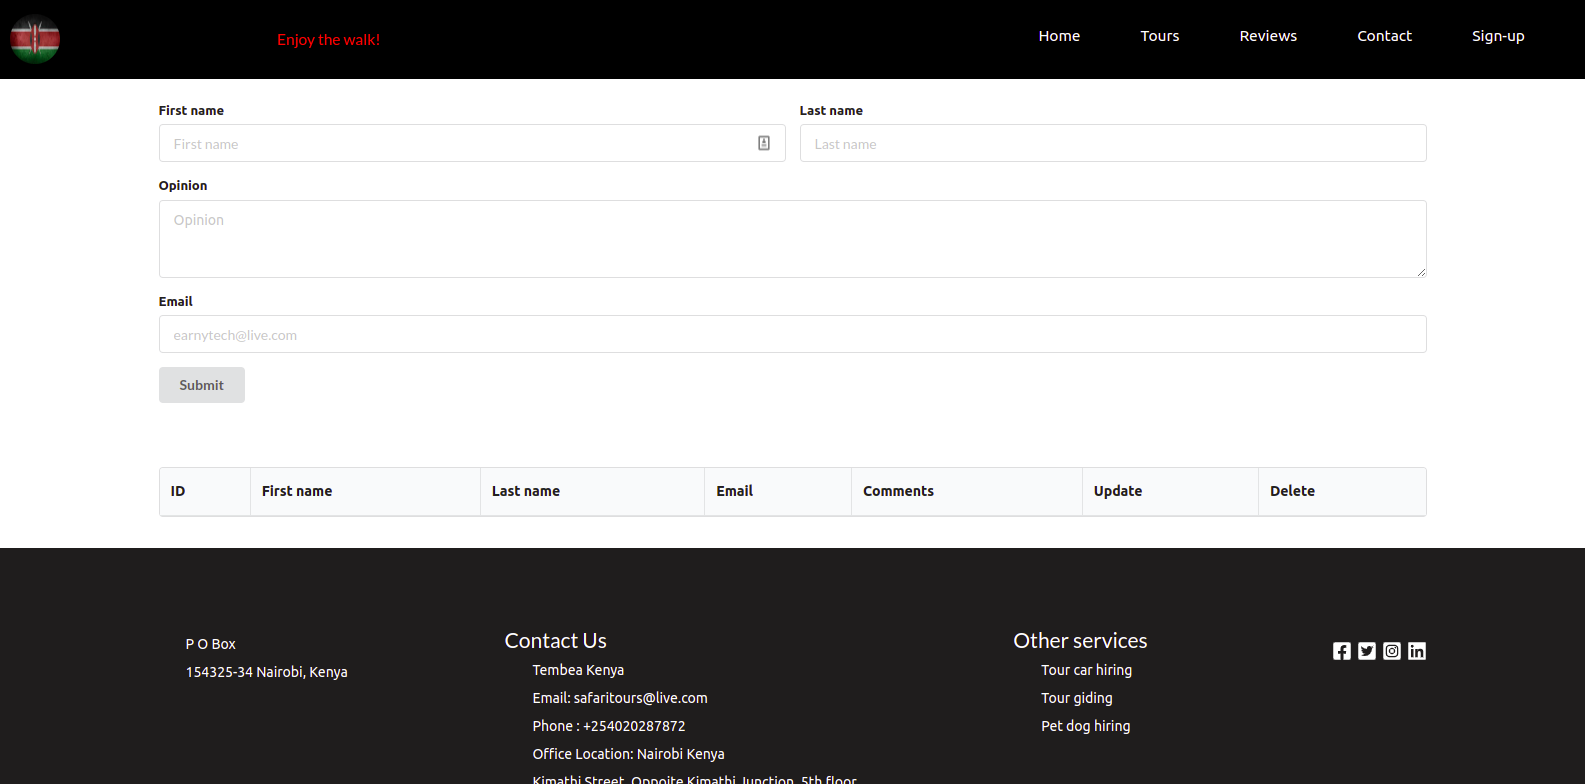 Enjoy the walk!
Home Tours Reviews Contact Sign-up
First name Last name
First name Last name
Opinion
Opinion
Email
earnytech@live.com
Submit
ID First name Last name Email Comments Update Delete
P O Box
154325-34 Nairobi, Kenya
Contact Us
Tembea Kenya
Email: safaritours@live.com
Phone : +254020287872
Office Location: Nairobi Kenya
Kimathi Street, Oppoite Kimathi Junction, 5th floor
Other services
Tour car hiring
Tour giding
Pet dog hiring